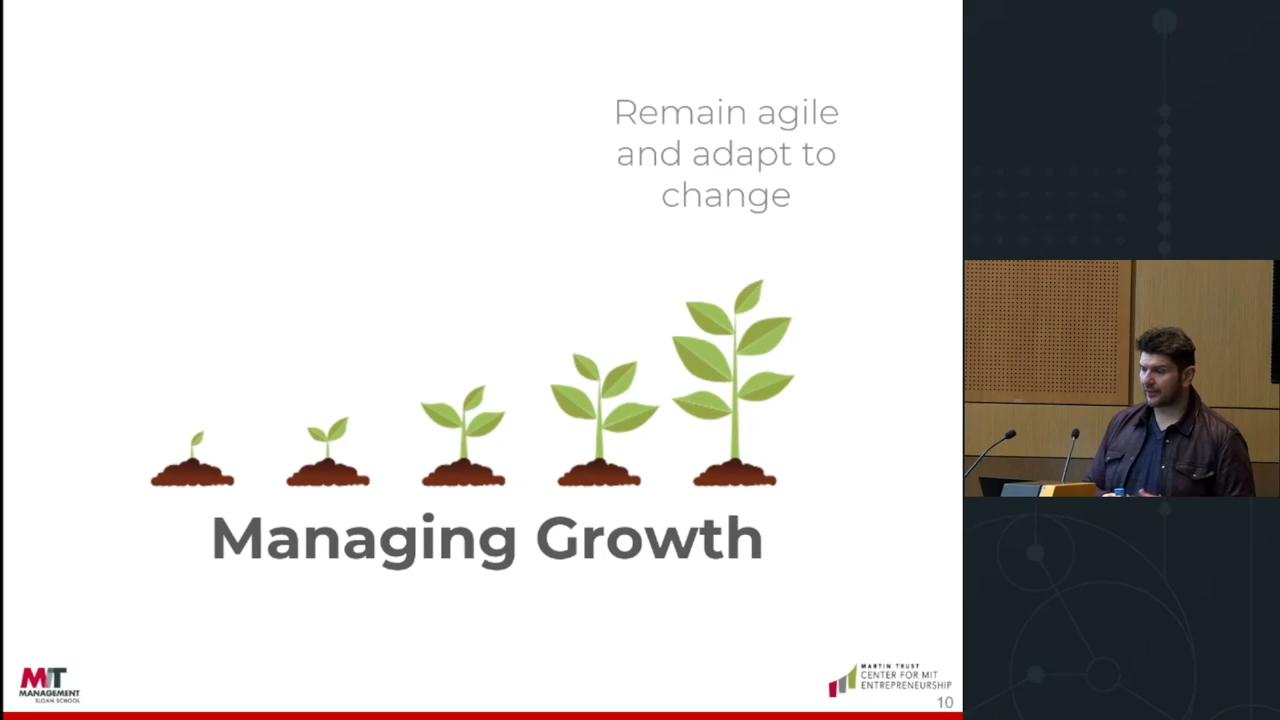 Remain agile
and adapt to
change
Managing Growth
MIT
MANAGEMENT
SLOAN SCHOOL
MARTIN TRUST
CENTER FOR MIT
ENTREPRENEURSHIP
10